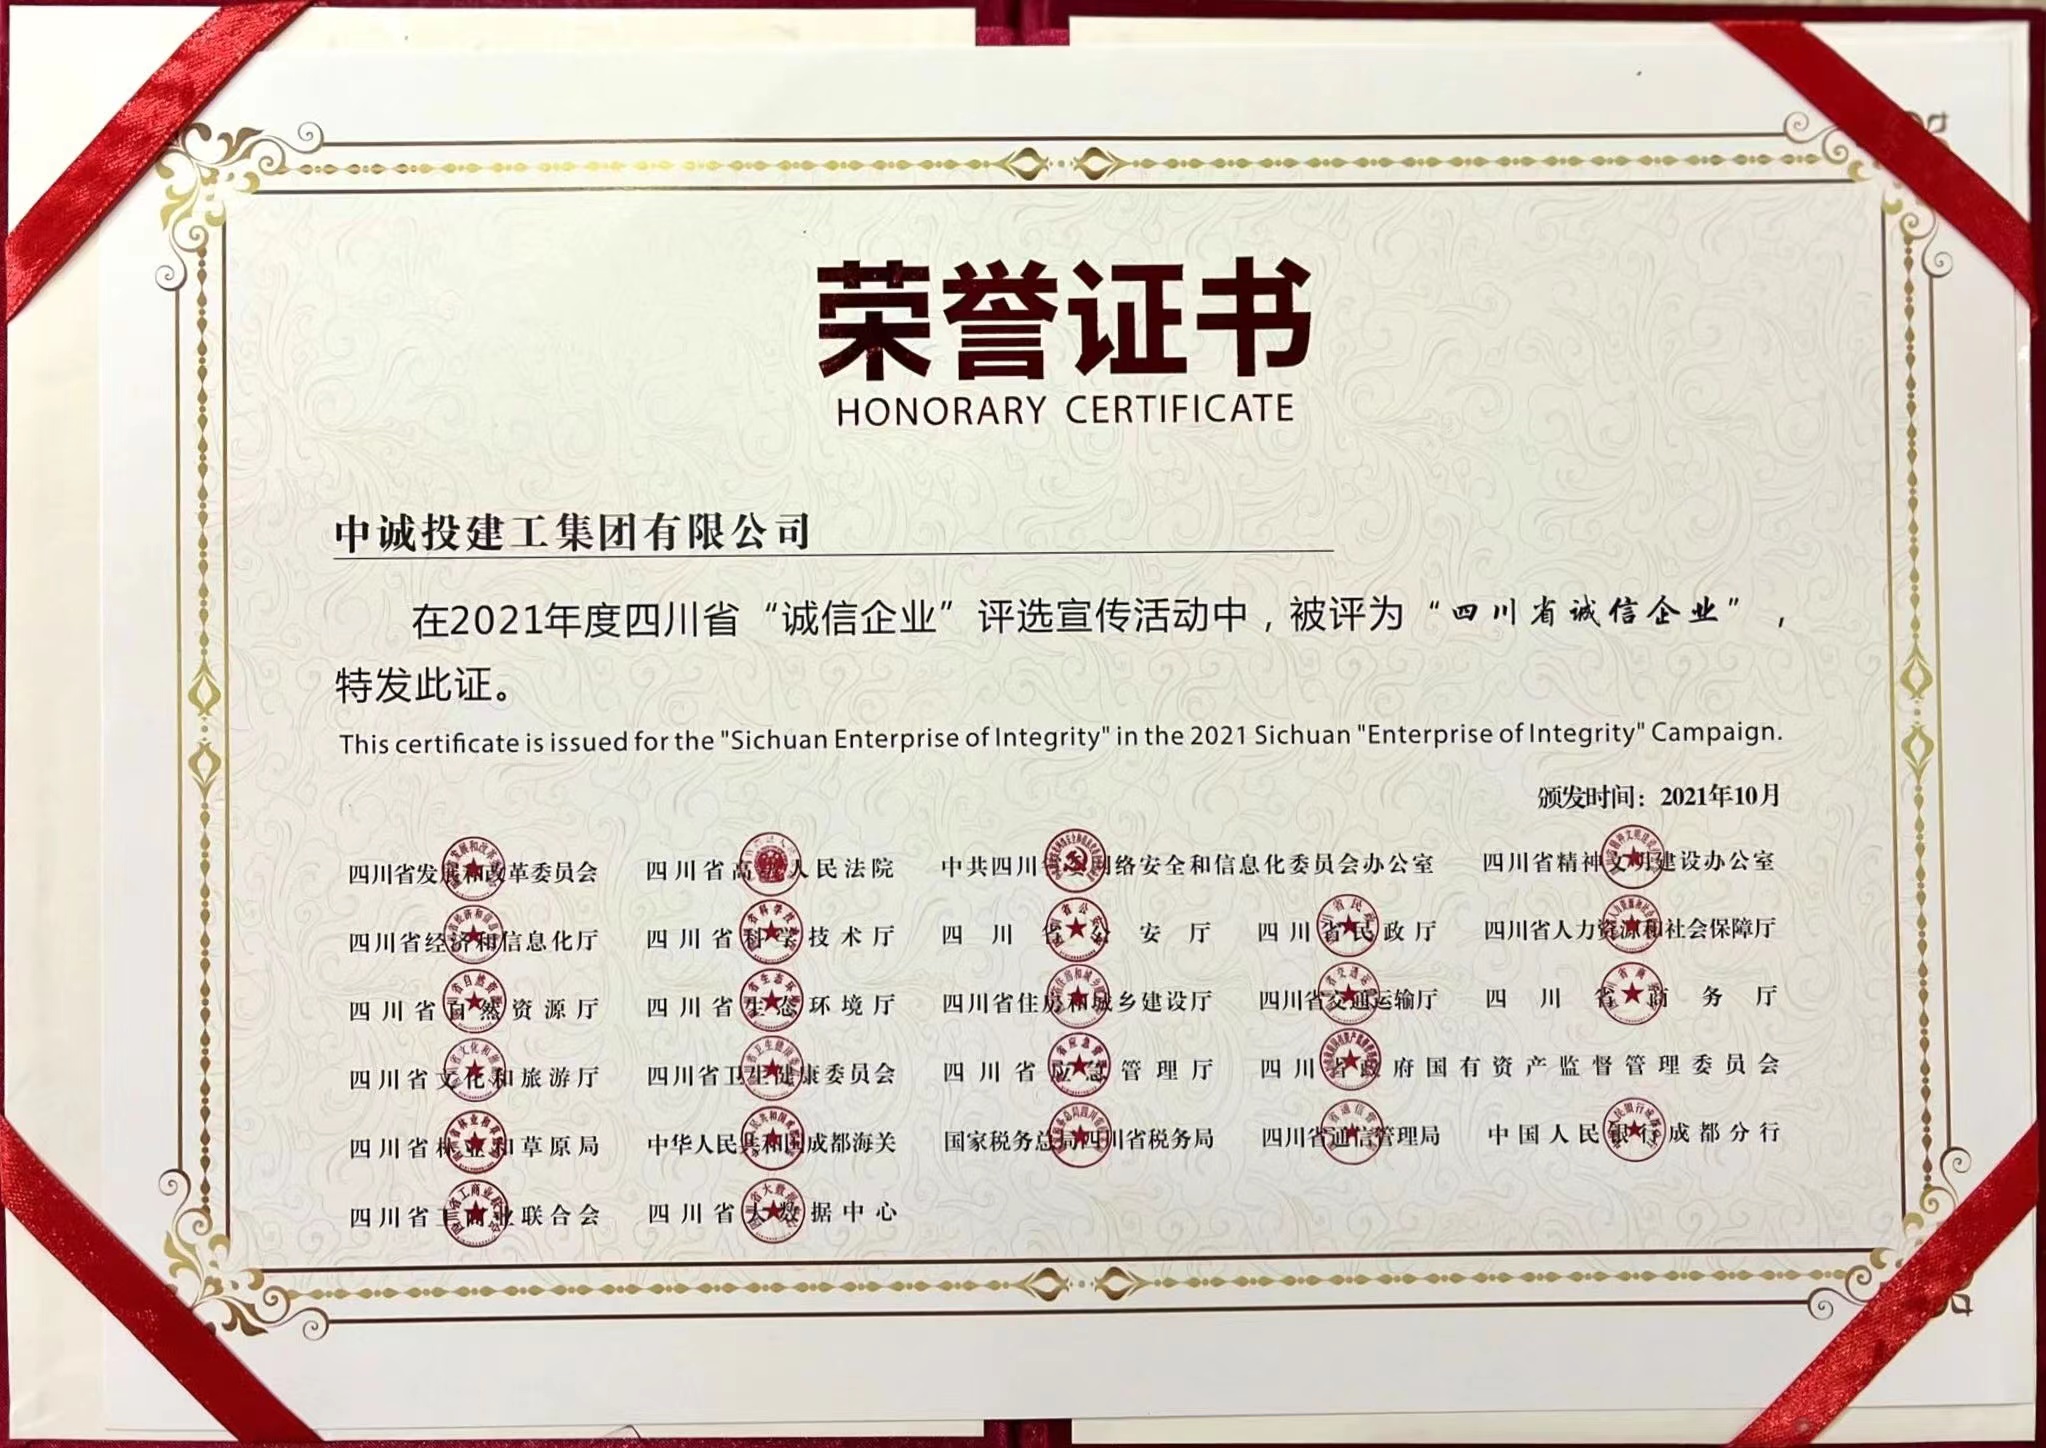 荣誉证书
HONORARY CERTIFICATE
中诚投建工集团有限公司
在2021年度四川省“诚信企业”评选宣传活动中，被评为“四川省诚信企业”，
特发此证。
This certificate is issued for the "Sichuan Enterprise of Integrity" in the 2021 Sichuan "Enterprise of Integrity" Campaign.
颁发时间：2021年10月
四川省发展和改革委员会 四川省高级人民法院 中共四川省委网络安全和信息化委员会办公室 四川省精神文明建设办公室
四川省经济和信息化厅 四川省科学技术厅 四川省公安厅 四川省民政厅 四川省人力资源和社会保障厅
四川省自然资源厅 四川省生态环境厅 四川省住房和城乡建设厅 四川省交通运输厅 四川省商务厅
四川省文化和旅游厅 四川省卫生健康委员会 四川省应急管理厅 四川省政府国有资产监督管理委员会
四川省林业和草原局 中华人民共和国成都海关 国家税务总局四川省税务局 四川省通信管理局 中国人民银行成都分行
四川省工商业联合会 四川省大数据中心